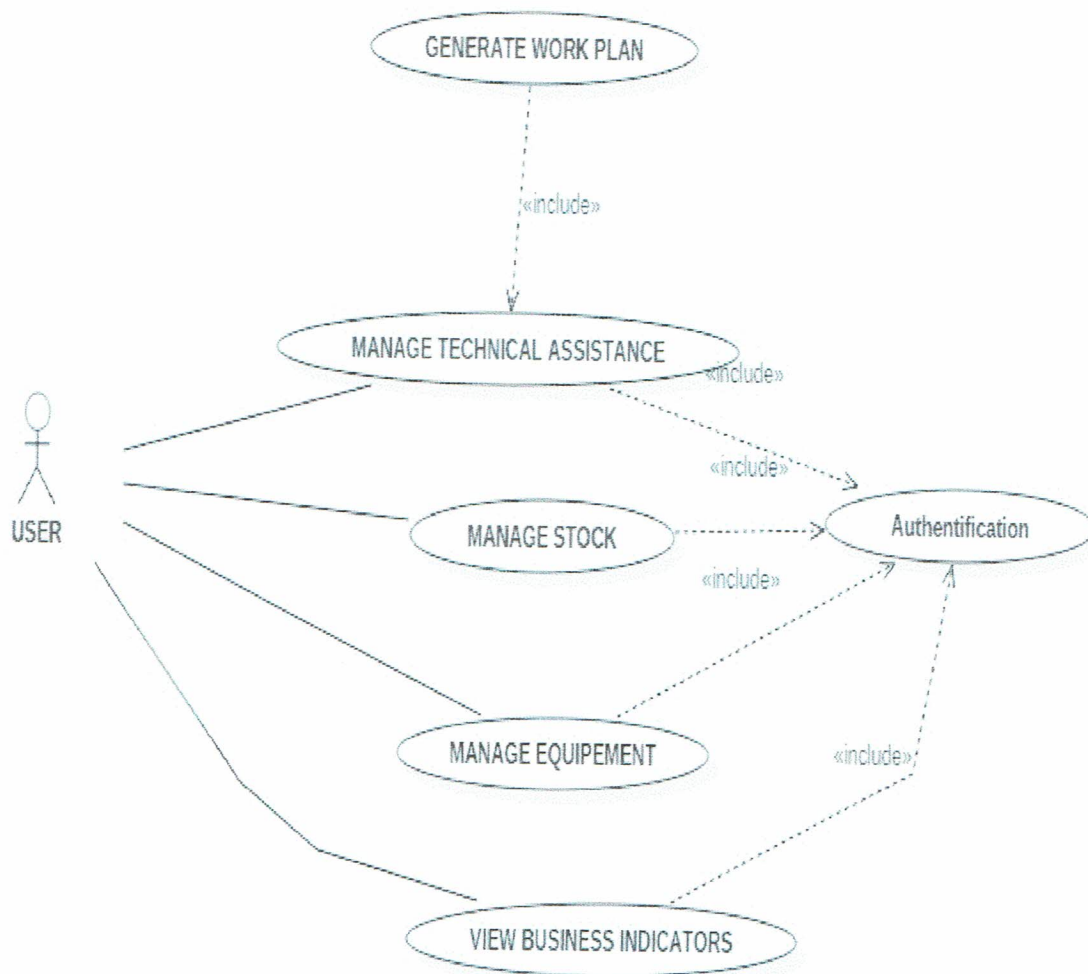 GENERATE WORK PLAN
«include»
MANAGE TECHNICAL ASSISTANCE
«include»
«include»
USER
MANAGE STOCK
Authentification
«include»
MANAGE EQUIPEMENT
«include»
VIEW BUSINESS INDICATORS